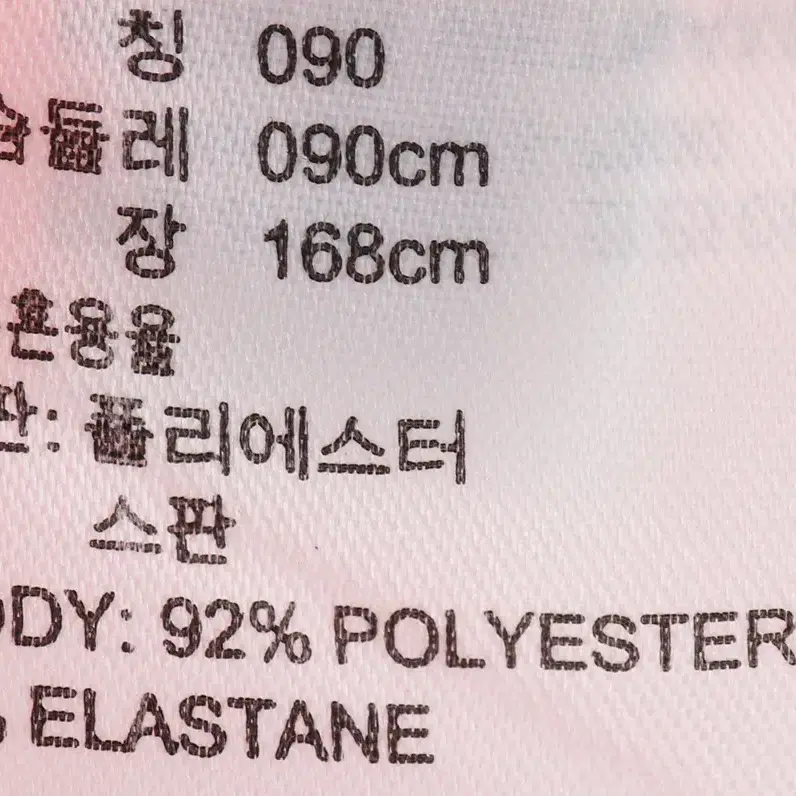 칭 090
슴둘레 090cm
장 168cm
혼용율
: 폴리에스터
스판
ODY: 92% POLYESTER
% ELASTANE